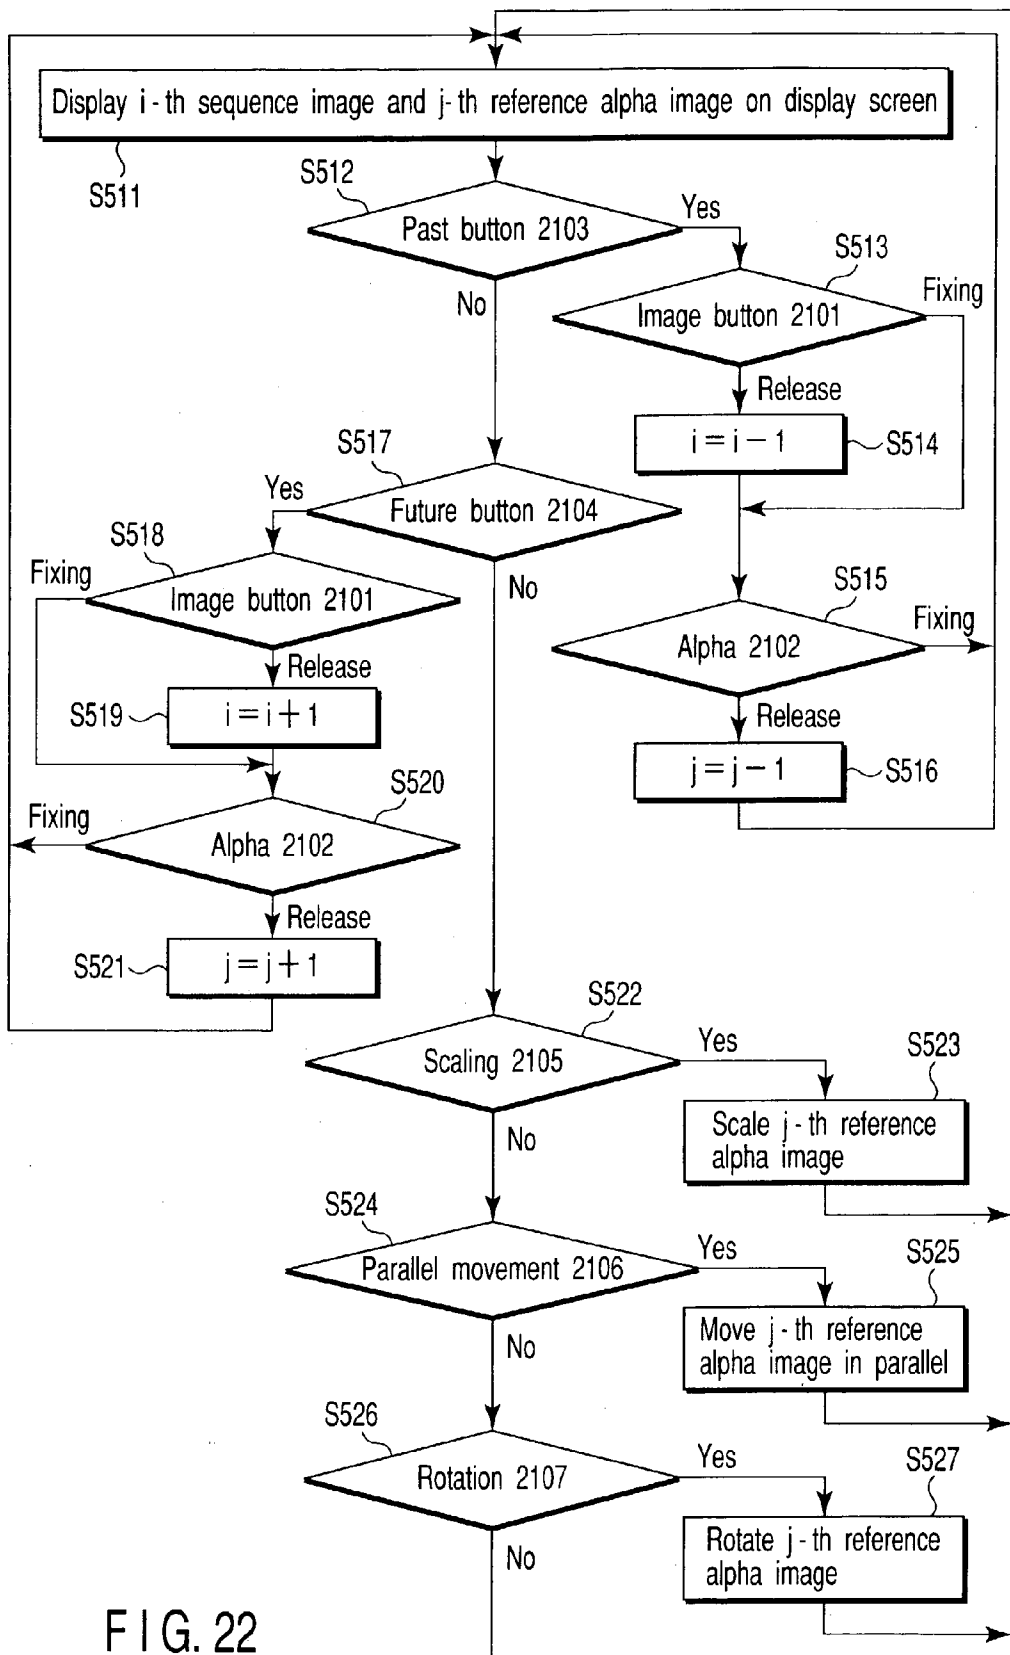 Display i-th sequence image and j-th reference alpha image on display screen
S511
S512
Past button 2103
Yes
No
S513
Image button 2101
Fixing
Release
i = i - 1
S514
S517
Future button 2104
Yes
No
S518
Image button 2101
Fixing
Release
S519
i = i + 1
S515
Alpha 2102
Fixing
Release
j = j - 1
S516
S520
Alpha 2102
Fixing
Release
S521
j = j + 1
S522
Scaling 2105
Yes
No
S523
Scale j-th reference
alpha image
S524
Parallel movement 2106
Yes
No
S525
Move j-th reference
alpha image in parallel
S526
Rotation 2107
Yes
No
S527
Rotate j-th reference
alpha image
FIG. 22